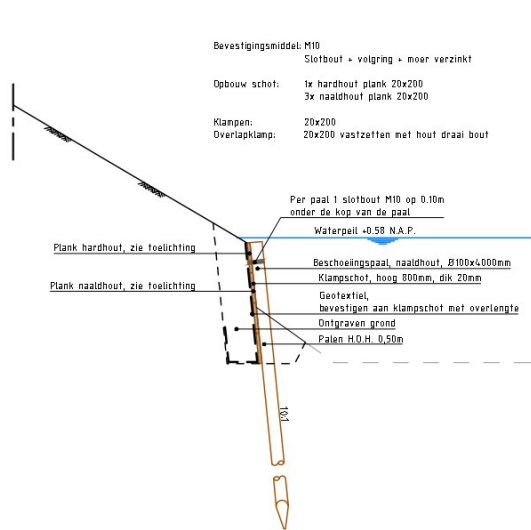 Bevestigingsmiddel: M10
Slotbout + volgring + moer verzinkt
Opbouw schot: 1x hardhout plank 20x200
3x naaldhout plank 20x200
Klampen: 20x200
Overlapklamp: 20x200 vastzetten met hout draai bout
Per paal 1 slotbout M10 op 0.10m
onder de kop van de paal
Waterpeil +0.58 N.A.P.
Plank hardhout, zie toelichting
Beschoeiingspaal, naaldhout, Ø100x4000mm
Klampschot, hoog 800mm, dik 20mm
Plank naaldhout, zie toelichting
Geotextiel,
bevestigen aan klampschot met overlengte
Ontgraven grond
Palen H.O.H. 0,50m
10:1